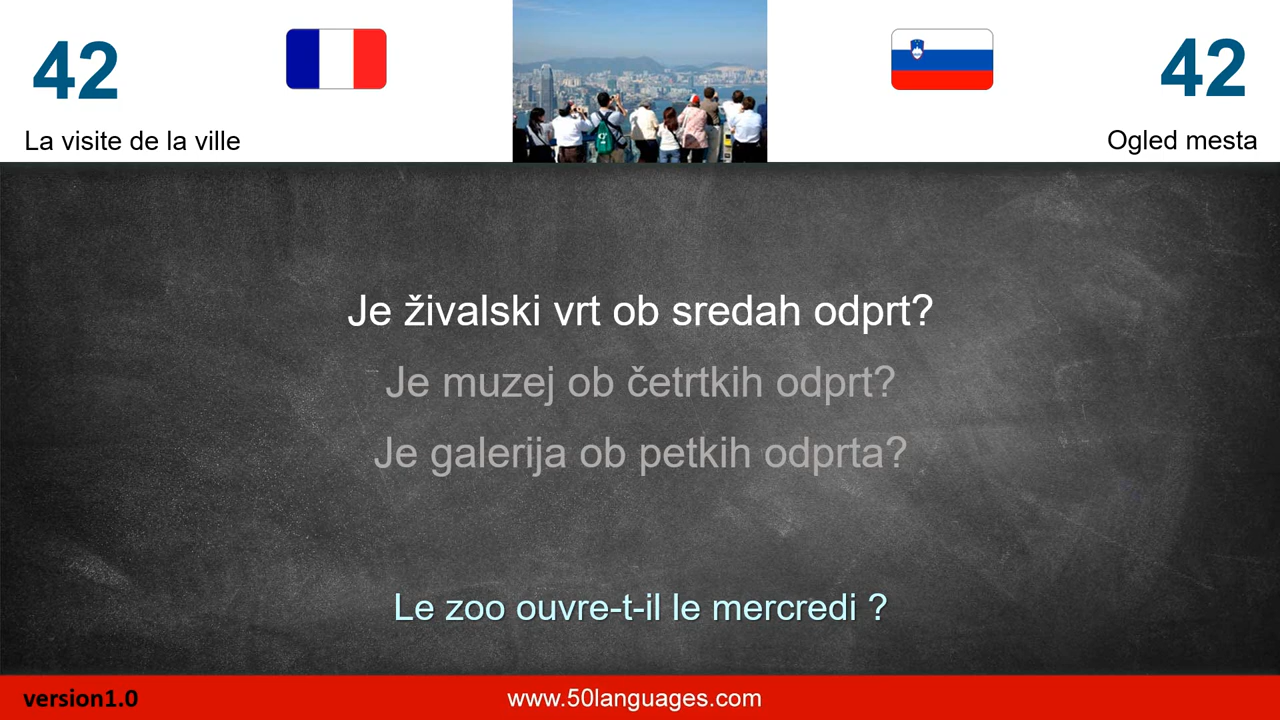 42
42
La visite de la ville
Ogled mesta
Je živalski vrt ob sredah odprt?
Je muzej ob četrtkih odprt?
Je galerija ob petkih odprta?
Le zoo ouvre-t-il le mercredi ?
version1.0
www.50languages.com